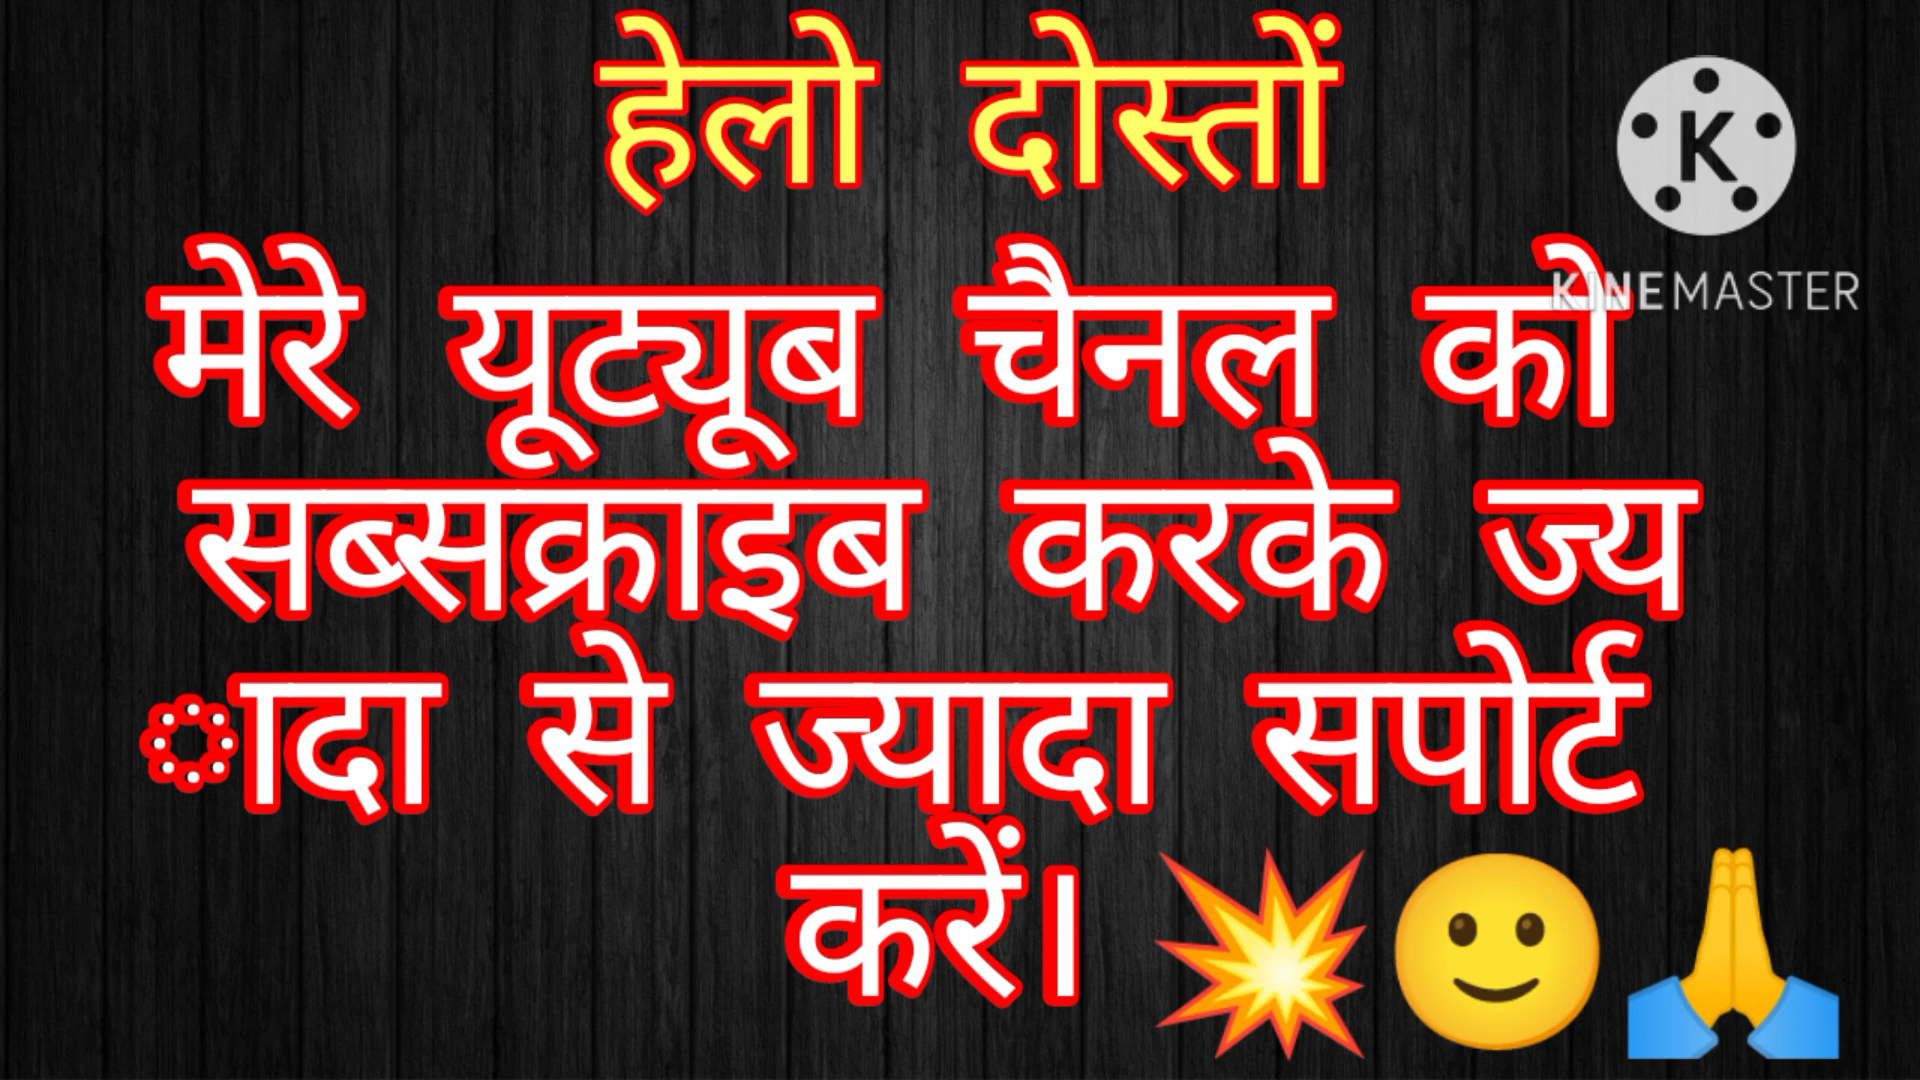 हेलो दोस्तों
मेरे यूट्यूब चैनल को
सब्सक्राइब करके ज्य
ादा से ज्यादा सपोर्ट
करें। 💥🙂🙏
K
KINEMASTER